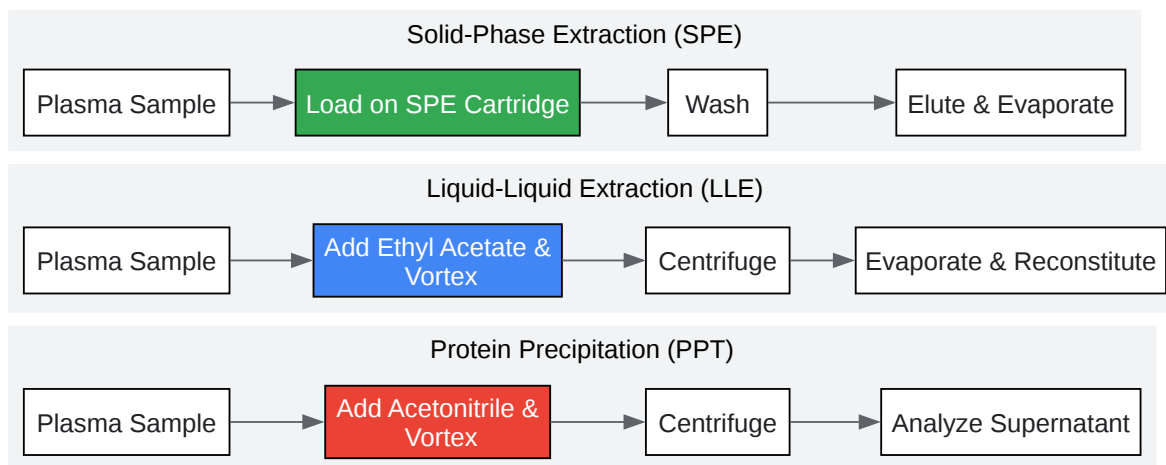 Solid-Phase Extraction (SPE)
Plasma Sample
Load on SPE Cartridge
Wash
Elute & Evaporate
Liquid-Liquid Extraction (LLE)
Plasma Sample
Add Ethyl Acetate &
Vortex
Centrifuge
Evaporate & Reconstitute
Protein Precipitation (PPT)
Plasma Sample
Add Acetonitrile &
Vortex
Centrifuge
Analyze Supernatant